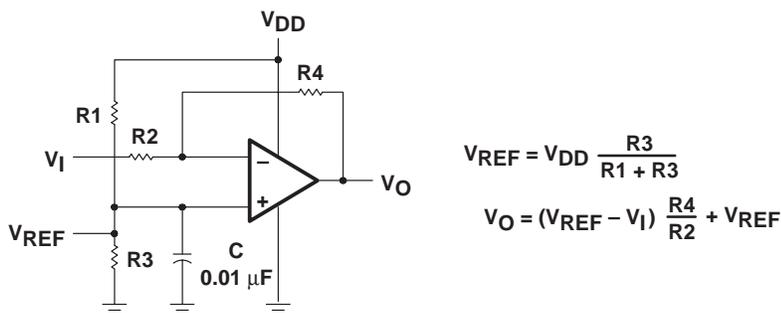 VDD
R4
R1
R2
VI
−
+
VO
VREF
R3
C
0.01 μF
VREF = VDD R3 / R1 + R3
VO = (VREF − VI) R4 / R2 + VREF